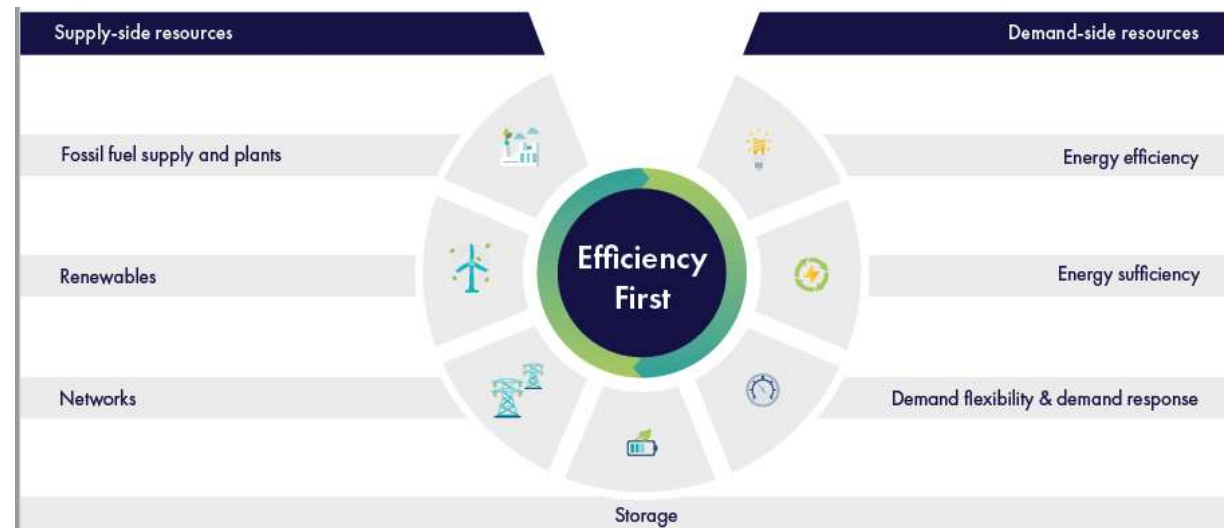 Supply-side resources
Demand-side resources
Fossil fuel supply and plants
Energy efficiency
Efficiency
First
Renewables
Energy sufficiency
Networks
Demand flexibility & demand response
Storage